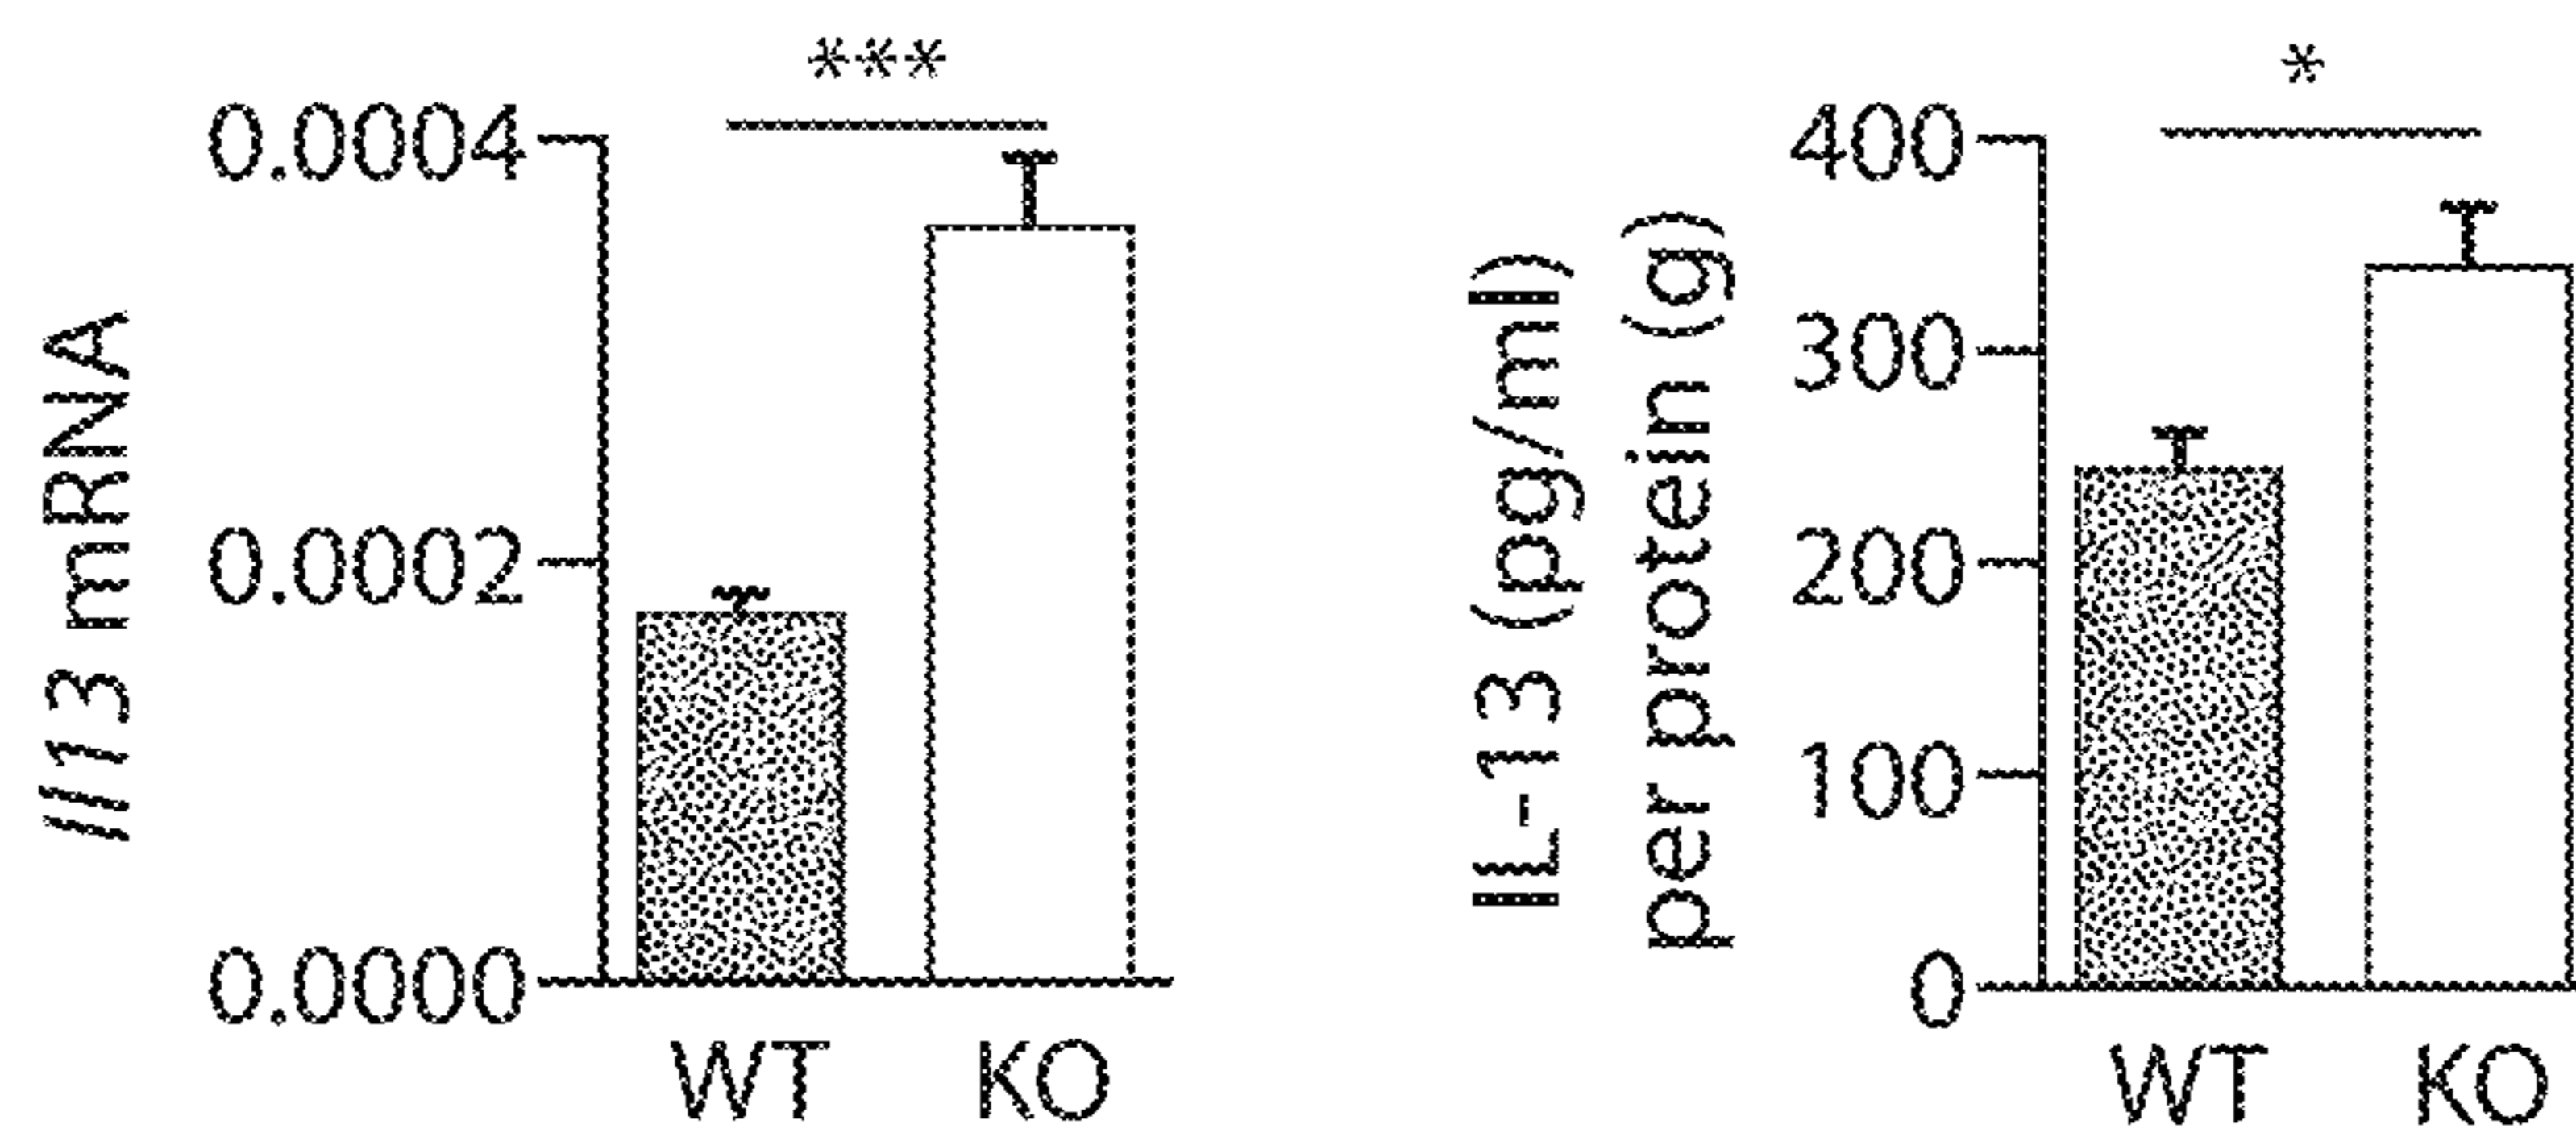 ***
0.0004
0.0002
0.0000
Il13 mRNA
WT KO
*
400
300
200
100
0
IL-13 (pg/ml)
per protein (g)
WT KO